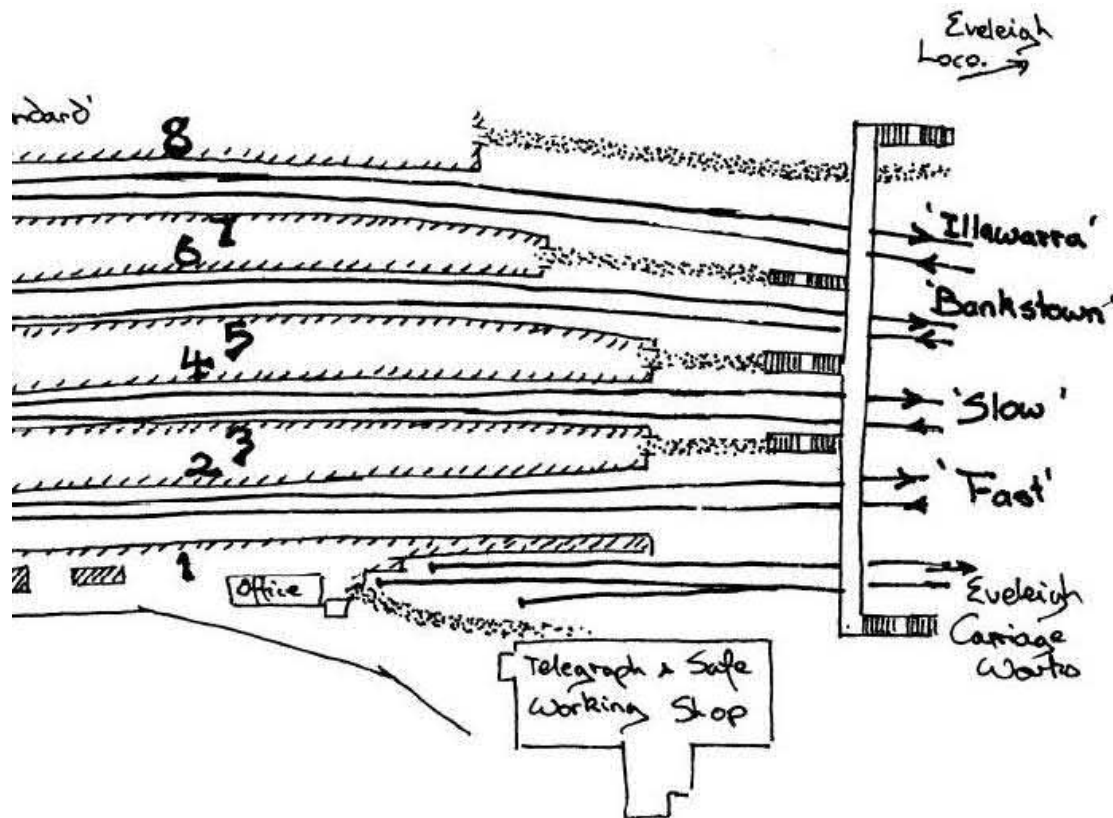 Eveleigh
Loco.
ndard'
8
7
6
5
4
3
2
1
'Illawarra'
'Bankstown'
'Slow'
'Fast'
Office
Eveleigh
Carriage
Works
Telegraph & Safe
Working Shop